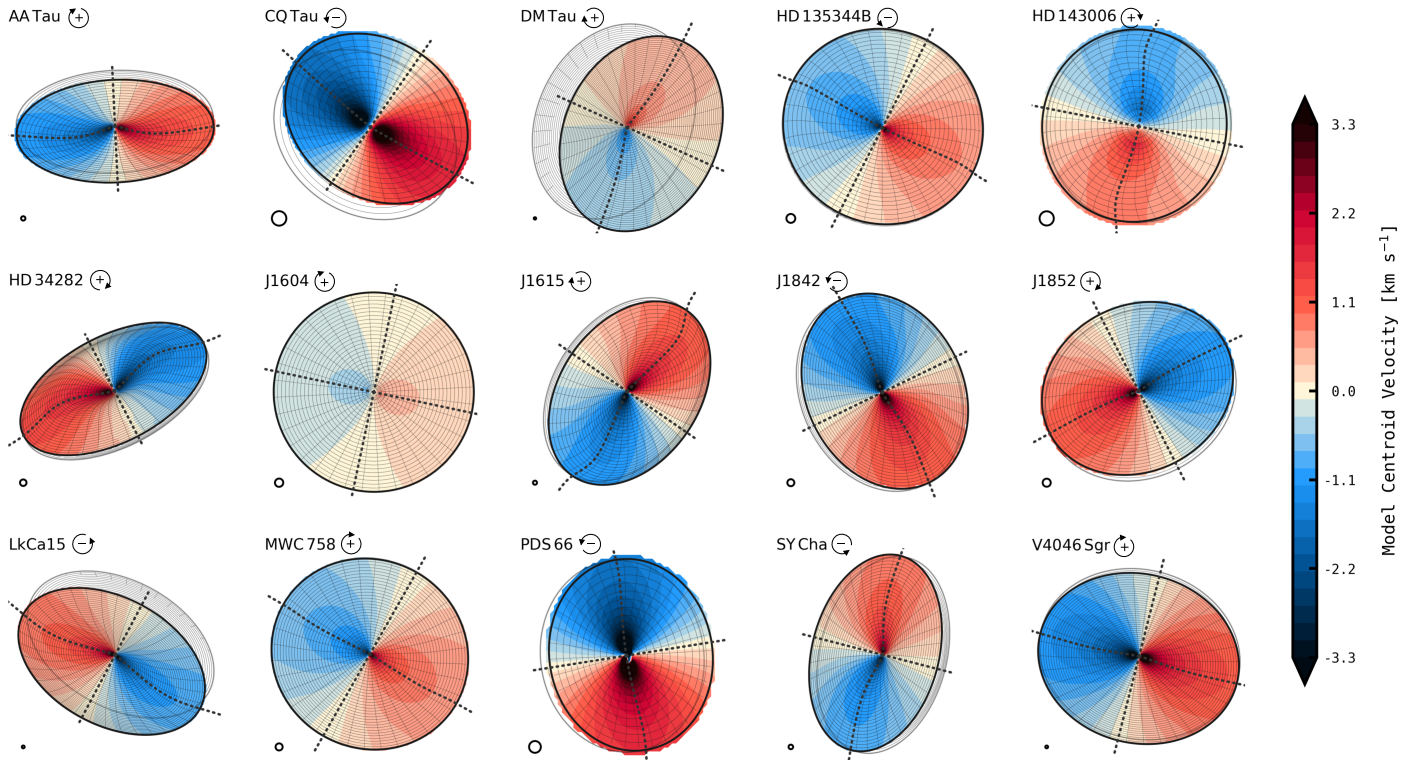 AA Tau +
CQ Tau −
DM Tau +
HD 135344B −
HD 143006 +
HD 34282 +
J1604 +
J1615 +
J1842 −
J1852 +
LkCa15 −
MWC 758 +
PDS 66 −
SY Cha −
V4046 Sgr +
3.3
2.2
1.1
0.0
-1.1
-2.2
-3.3
Model Centroid Velocity [km s⁻¹]